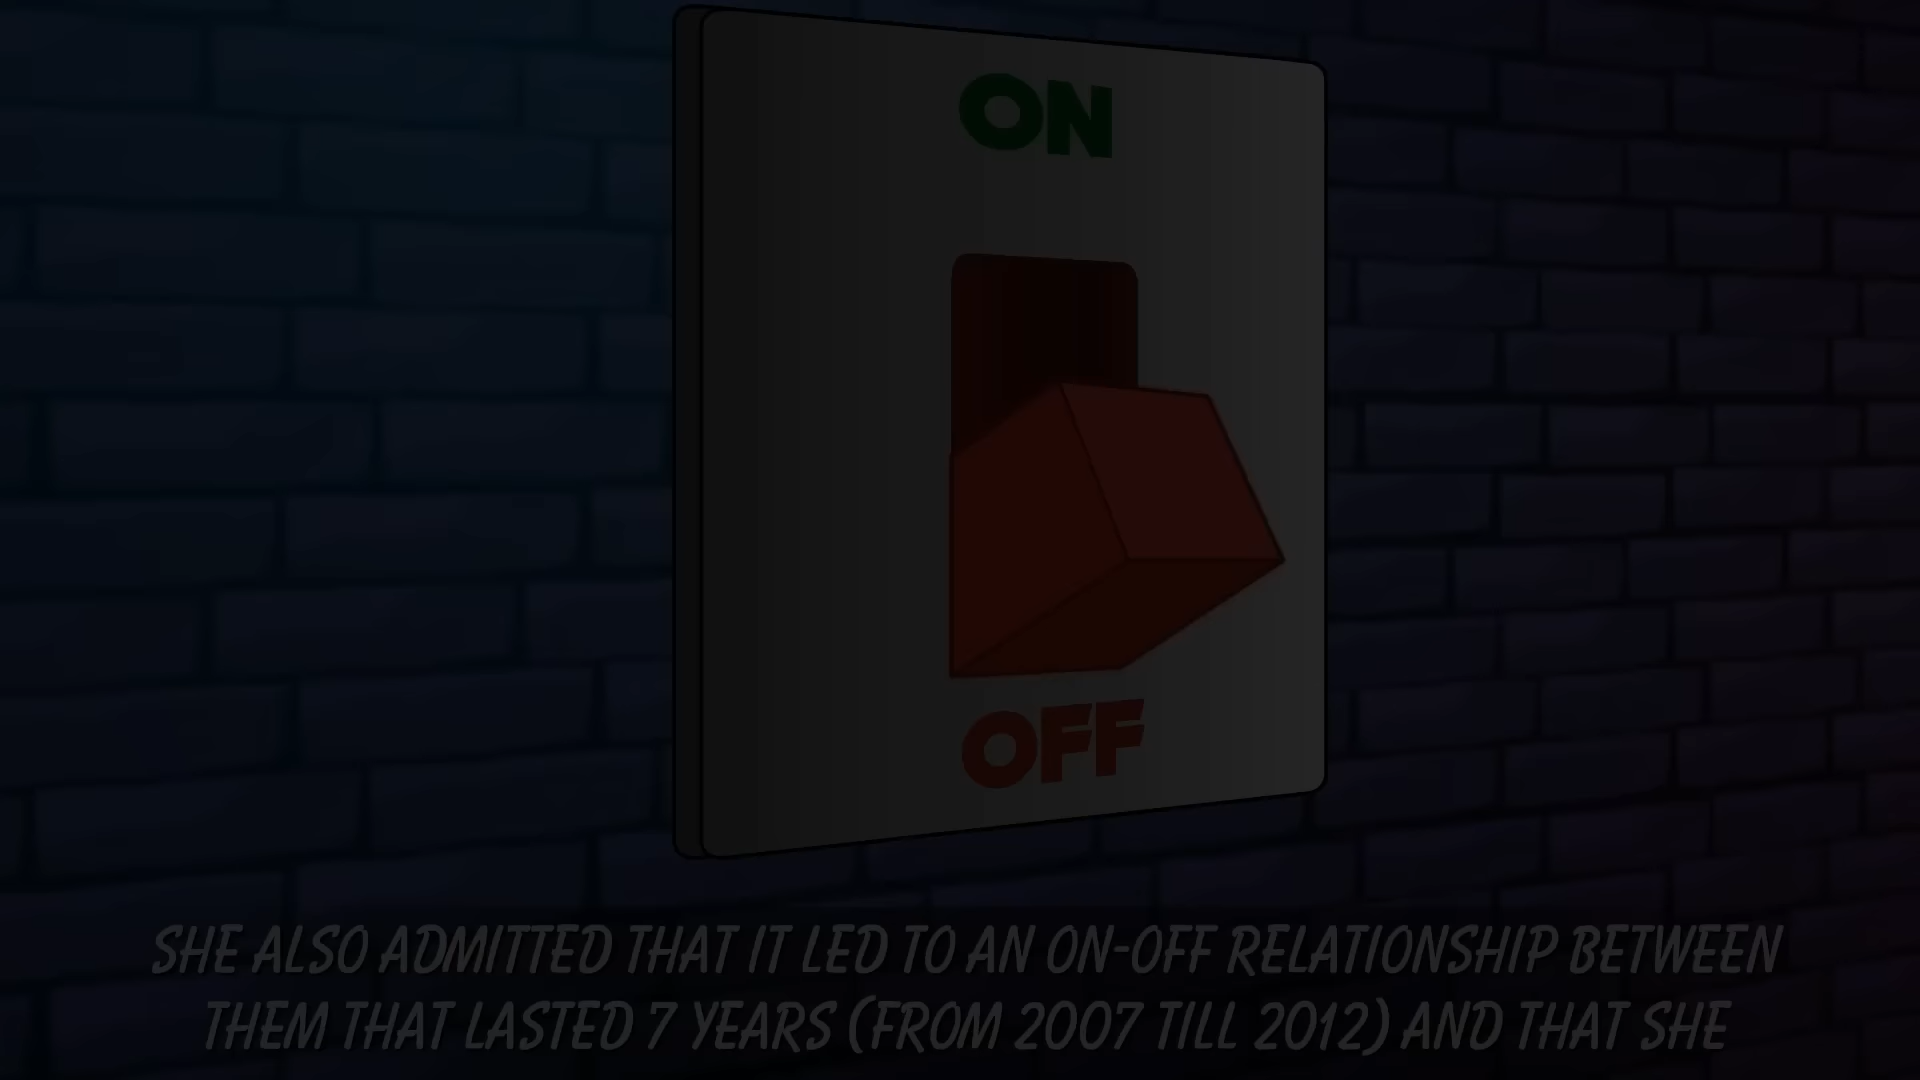 ON
OFF
SHE ALSO ADMITTED THAT IT LED TO AN ON-OFF RELATIONSHIP BETWEEN
THEM THAT LASTED 7 YEARS (FROM 2007 TILL 2012) AND THAT SHE